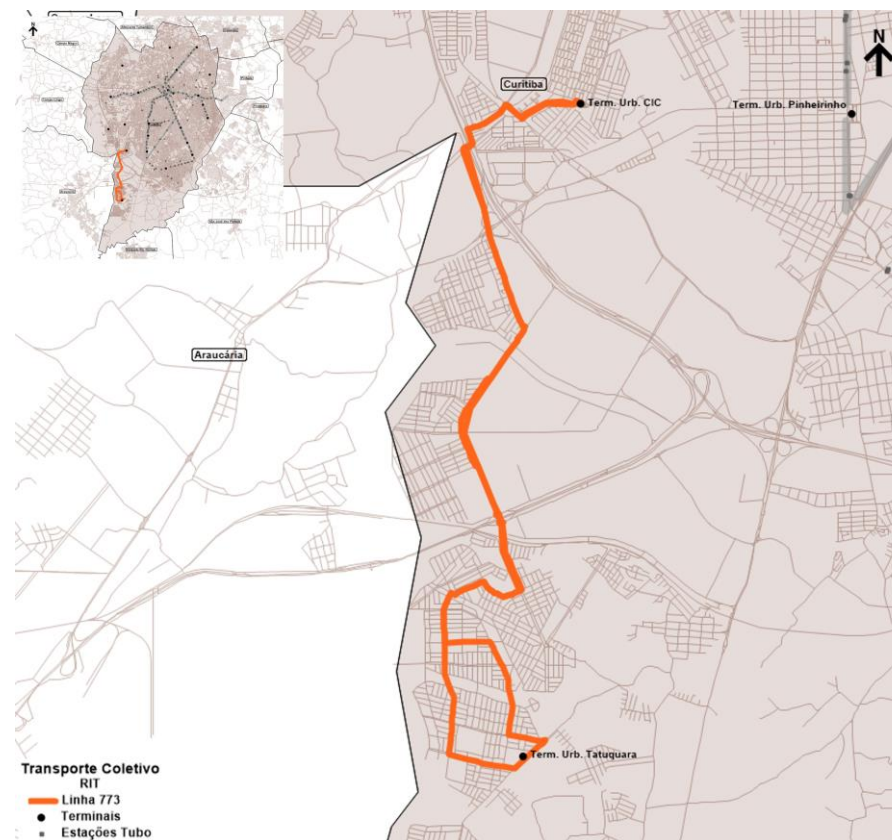 N
N
Curitiba
Term. Urb. CIC
Term. Urb. Pinheirinho
Araucária
Term. Urb. Tatuquara
Transporte Coletivo
RIT
Linha 773
Terminais
Estações Tubo